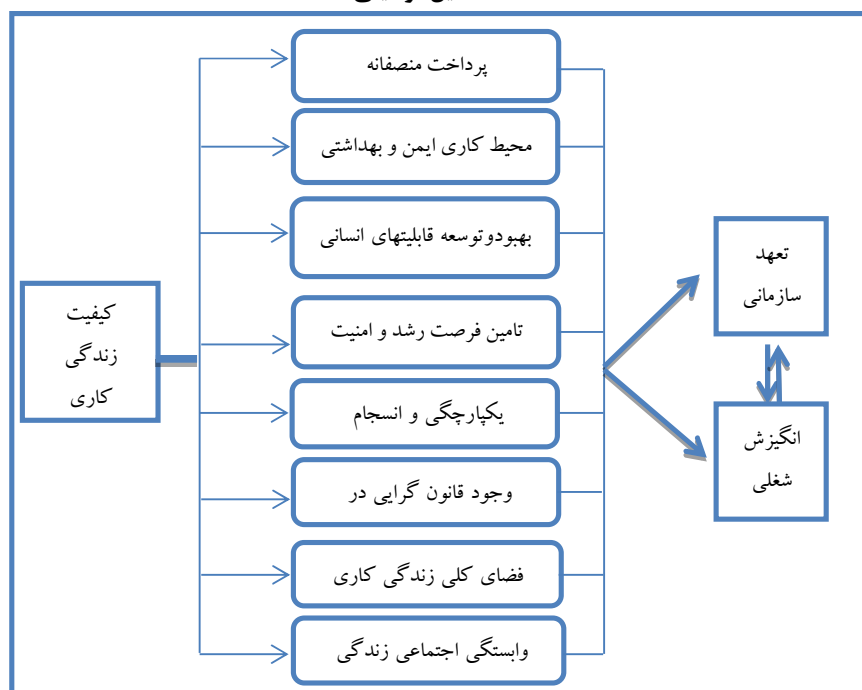 پرداخت منصفانه
محیط کاری ایمن و بهداشتی
بهبودوتوسعه قابلیتهای انسانی
تامین فرصت رشد و امنیت
یکپارچگی و انسجام
وجود قانون گرایی در
فضای کلی زندگی کاری
وابستگی اجتماعی زندگی
کیفیت
زندگی
کاری
تعهد
سازمانی
انگیزش
شغلی